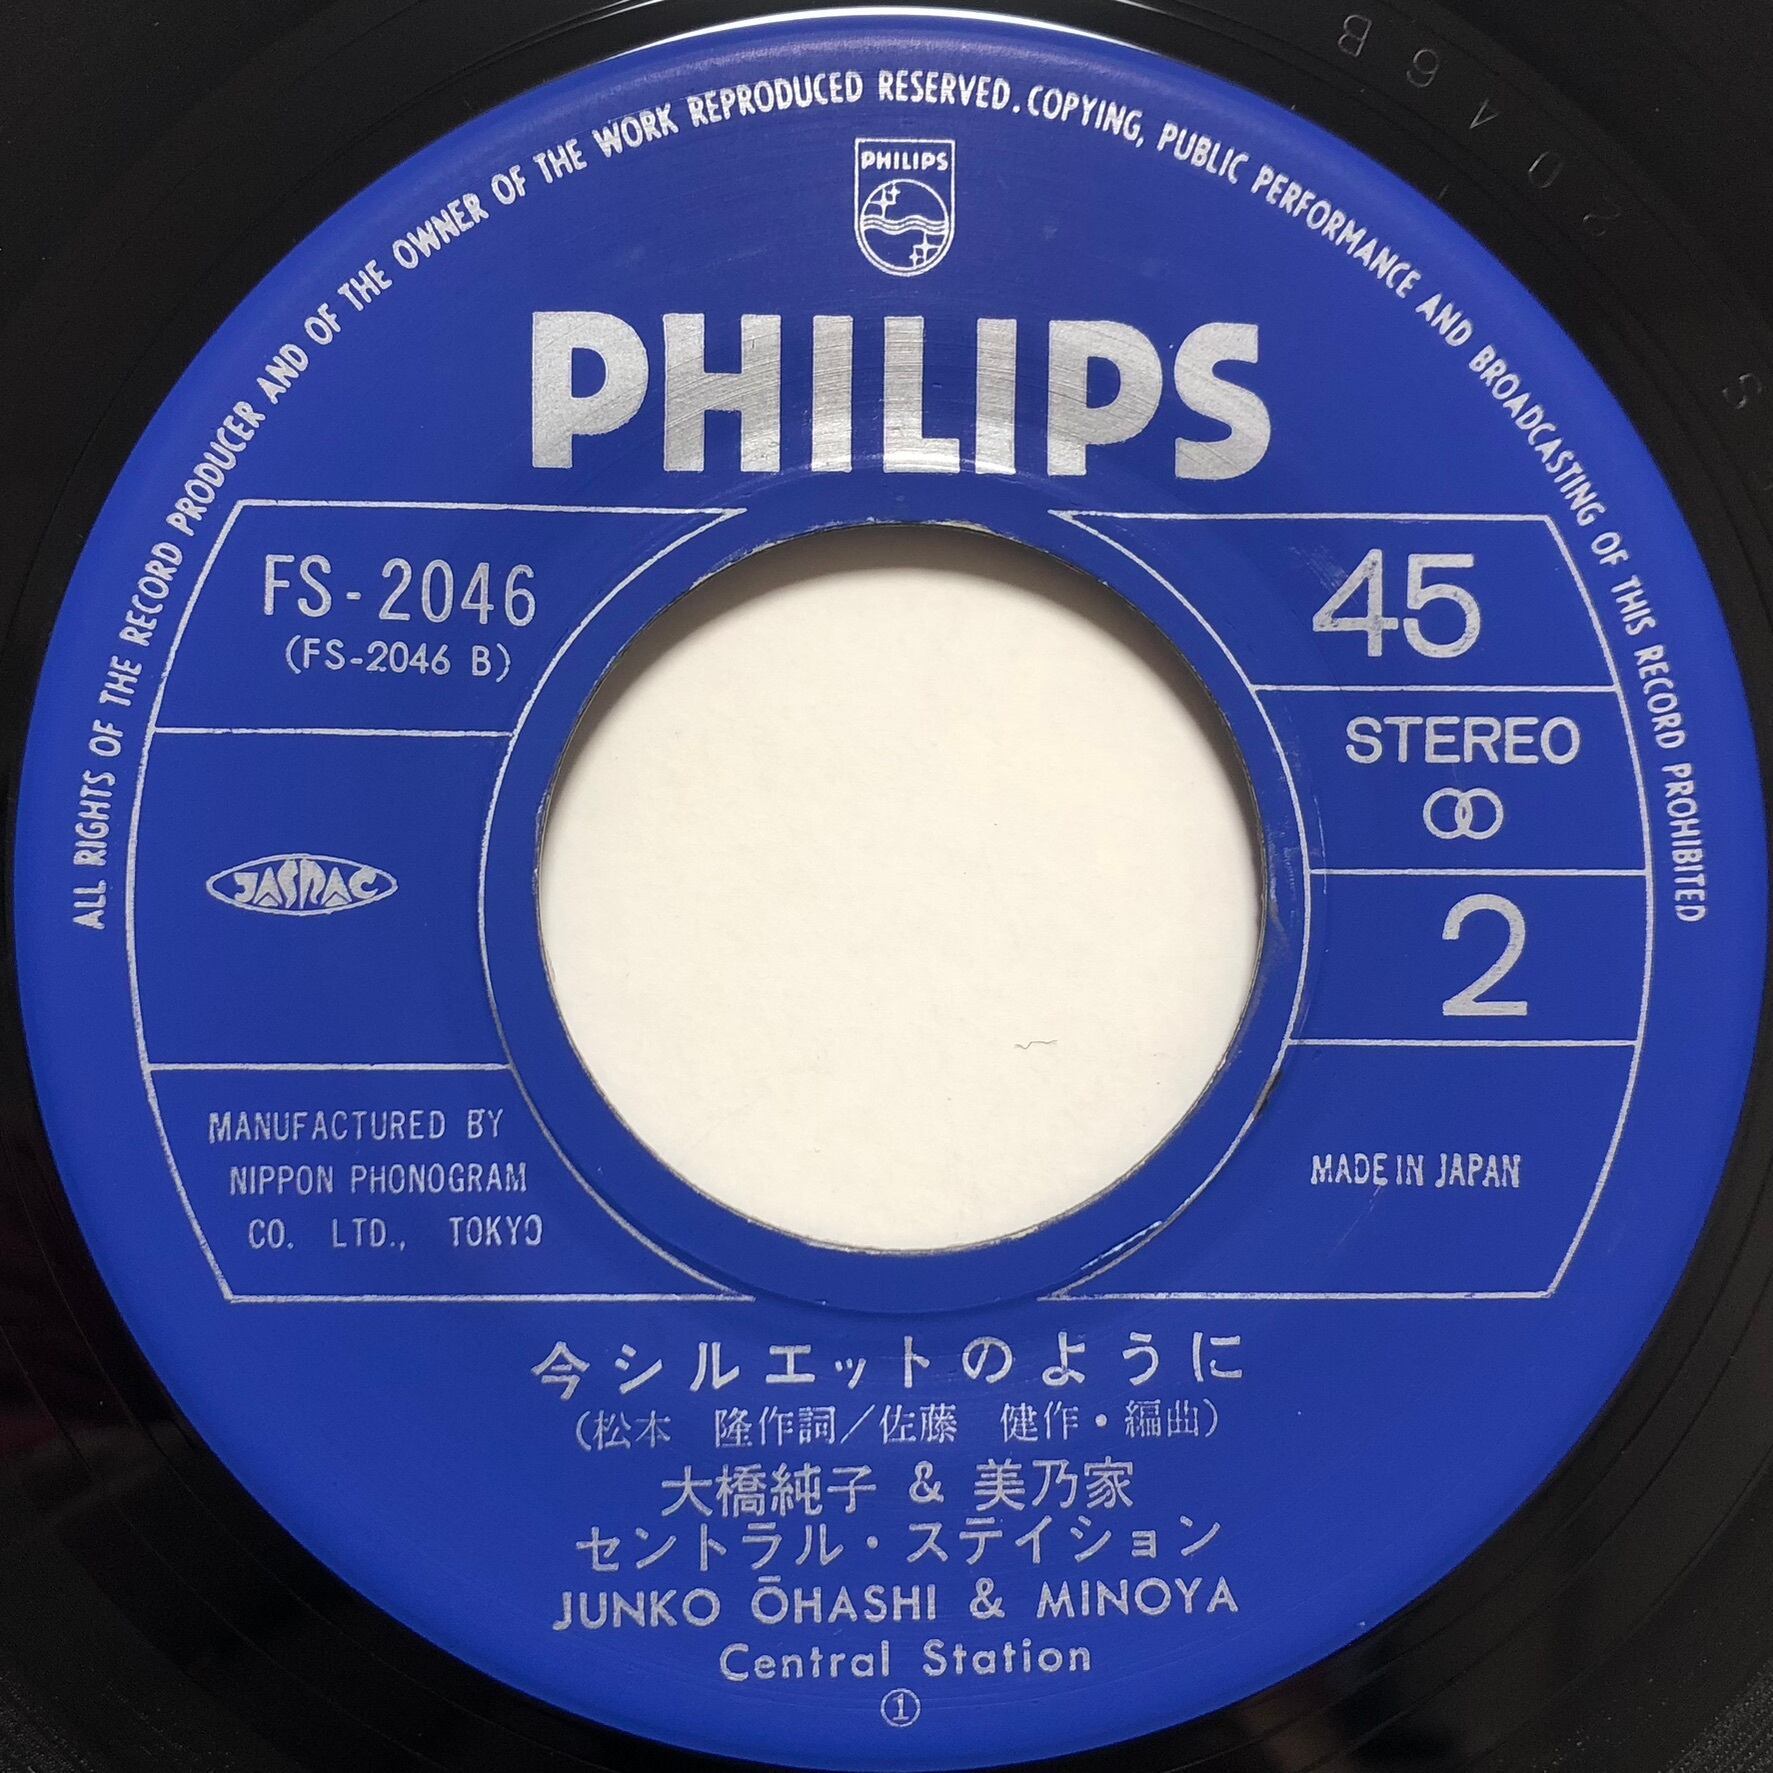 ALL RIGHTS OF THE RECORD PRODUCER AND OF THE OWNER OF THE WORK REPRODUCED RESERVED. COPYING, PUBLIC PERFORMANCE AND BROADCASTING OF THIS RECORD PROHIBITED
PHILIPS
PHILIPS
FS-2046
(FS-2046 B)
45
STEREO
JASRAC
2
MANUFACTURED BY
NIPPON PHONOGRAM
CO. LTD., TOKYO
MADE IN JAPAN
今シルエットのように
(松本 隆作詞/佐藤 健作・編曲)
大橋純子 & 美乃家
セントラル・ステイション
JUNKO ŌHASHI & MINOYA
Central Station
①